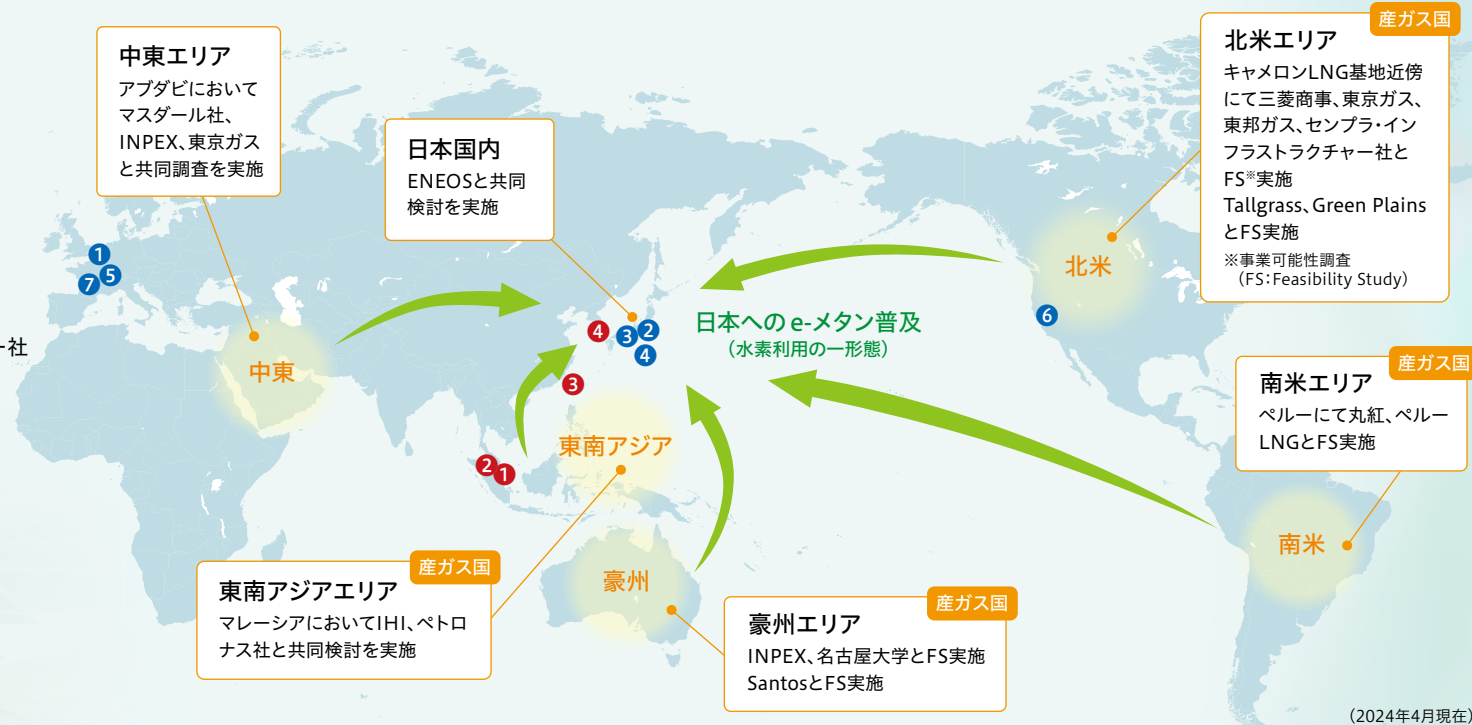 中東エリア
アブダビにおいて
マスダール社、
INPEX、東京ガス
と共同調査を実施
日本国内
ENEOSと共同
検討を実施
産ガス国
北米エリア
キャメロンLNG基地近傍
にて三菱商事、東京ガス、
東邦ガス、センプラ・イン
フラストラクチャー社と
FS※実施
Tallgrass、Green Plains
とFS実施
※事業可能性調査
(FS:Feasibility Study)
❶
❺
❼
北米
❻
ー社
中東
❹
❸
❷
❹
日本へのe-メタン普及
(水素利用の一形態)
❸
産ガス国
南米エリア
ペルーにて丸紅、ペルー
LNGとFS実施
東南アジア
❷
❶
南米
豪州
産ガス国
東南アジアエリア
マレーシアにおいてIHI、ペトロ
ナス社と共同検討を実施
産ガス国
豪州エリア
INPEX、名古屋大学とFS実施
SantosとFS実施
(2024年4月現在)